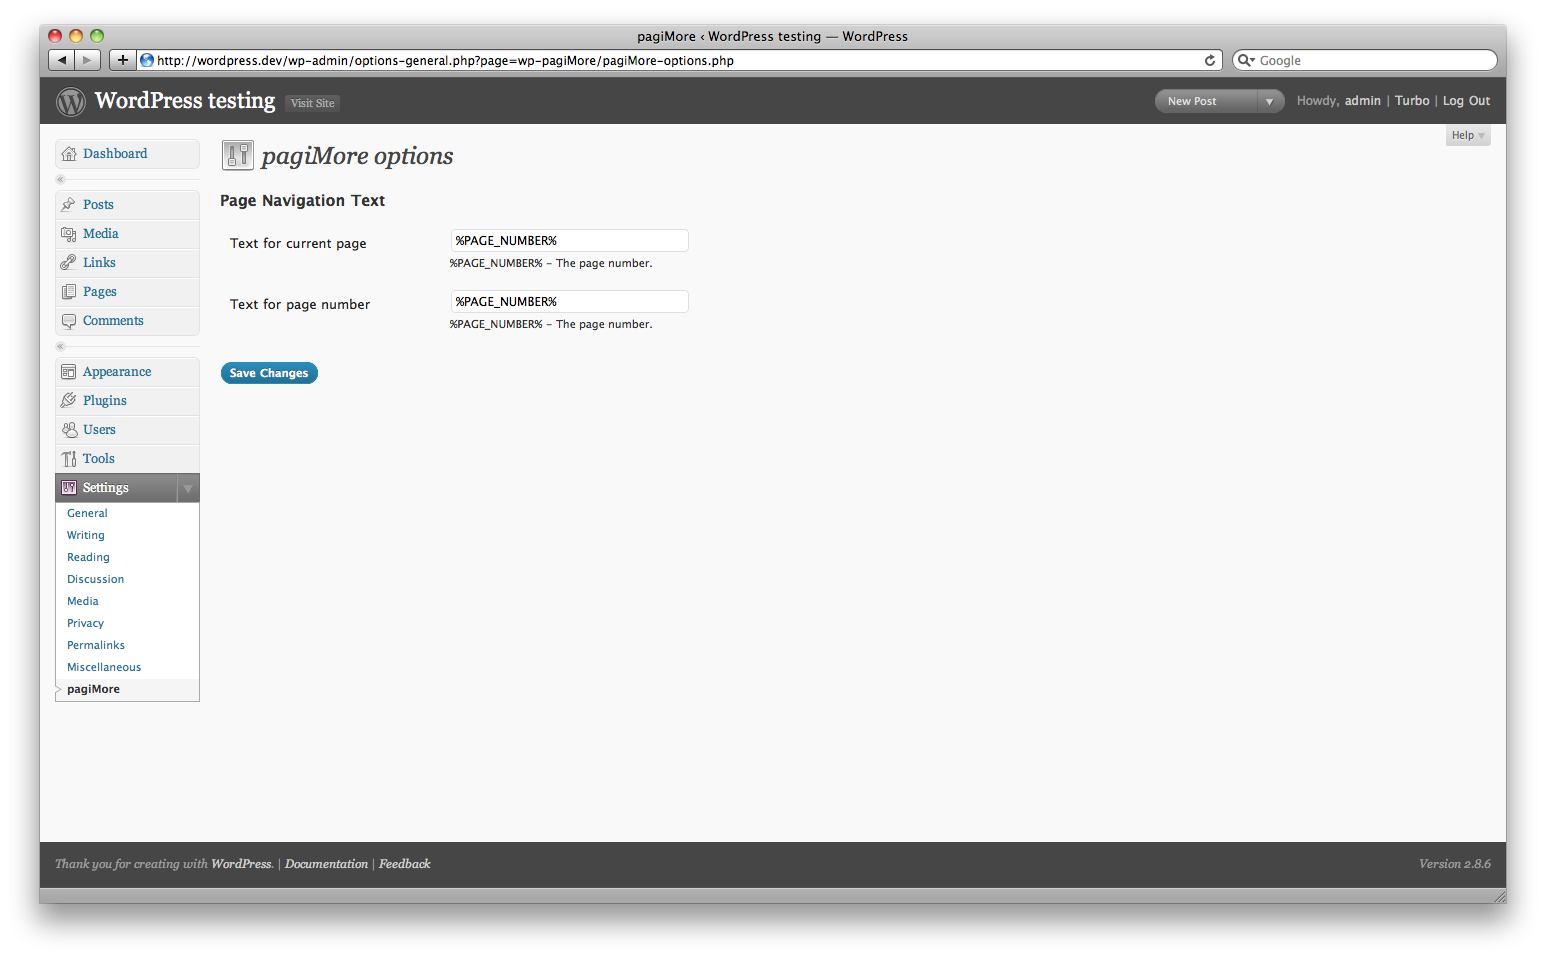 pagiMore ‹ WordPress testing — WordPress
http://wordpress.dev/wp-admin/options-general.php?page=wp-pagiMore/pagiMore-options.php
Google
WordPress testing Visit Site
New Post
Howdy, admin | Turbo | Log Out
Help
Dashboard
Posts
Media
Links
Pages
Comments
Appearance
Plugins
Users
Tools
Settings
General
Writing
Reading
Discussion
Media
Privacy
Permalinks
Miscellaneous
pagiMore
pagiMore options
Page Navigation Text
Text for current page
%PAGE_NUMBER%
%PAGE_NUMBER% – The page number.
Text for page number
%PAGE_NUMBER%
%PAGE_NUMBER% – The page number.
Save Changes
Thank you for creating with WordPress. | Documentation | Feedback
Version 2.8.6